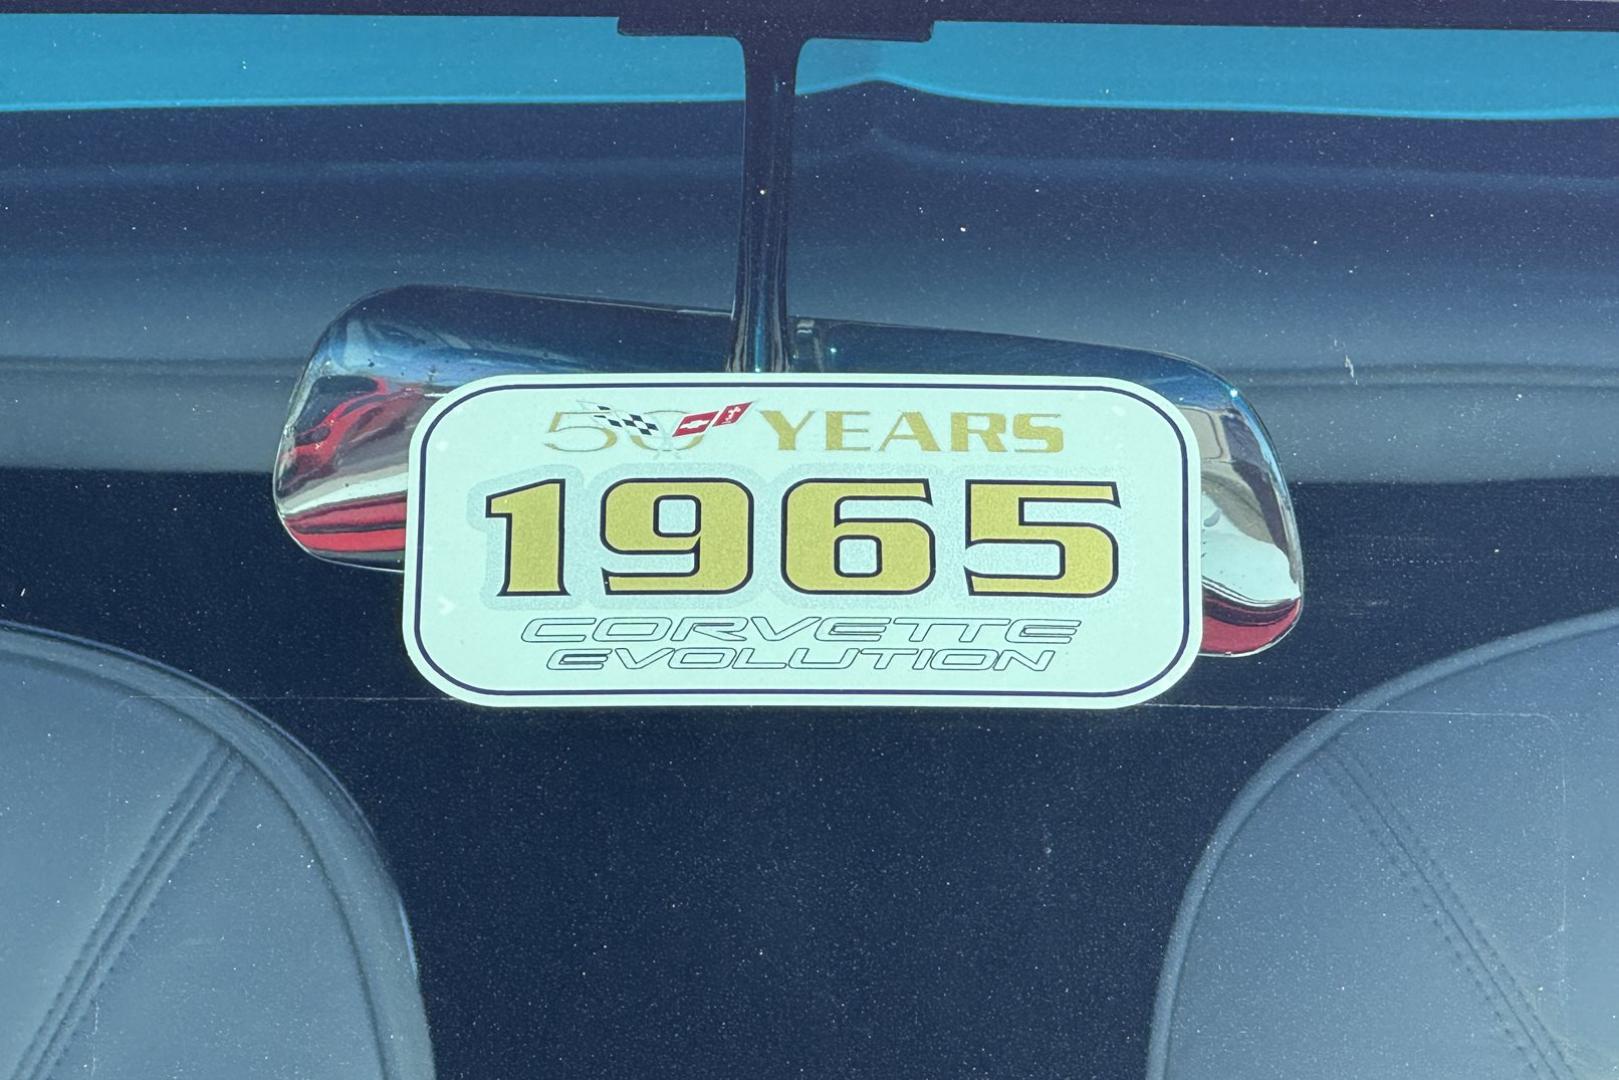 50 YEARS
1965
CORVETTE
EVOLUTION